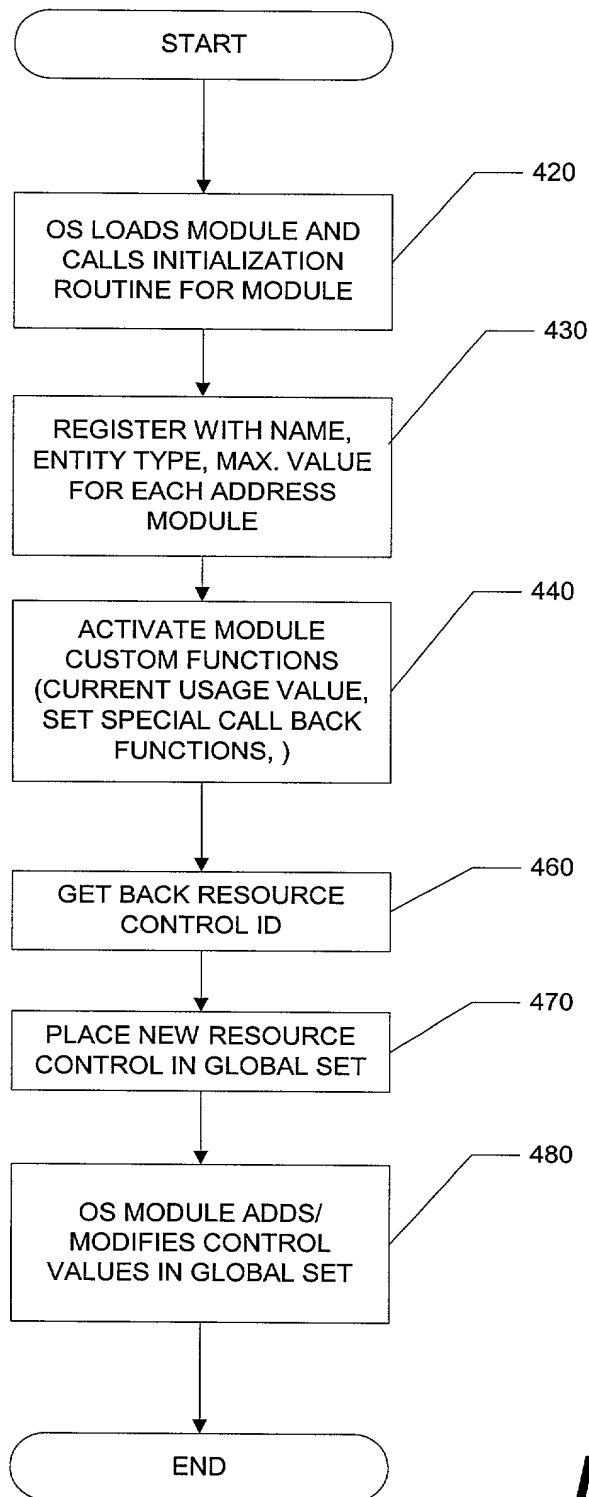 START
420
OS LOADS MODULE AND
CALLS INITIALIZATION
ROUTINE FOR MODULE
430
REGISTER WITH NAME,
ENTITY TYPE, MAX. VALUE
FOR EACH ADDRESS
MODULE
440
ACTIVATE MODULE
CUSTOM FUNCTIONS
(CURRENT USAGE VALUE,
SET SPECIAL CALL BACK
FUNCTIONS, )
460
GET BACK RESOURCE
CONTROL ID
470
PLACE NEW RESOURCE
CONTROL IN GLOBAL SET
480
OS MODULE ADDS/
MODIFIES CONTROL
VALUES IN GLOBAL SET
END